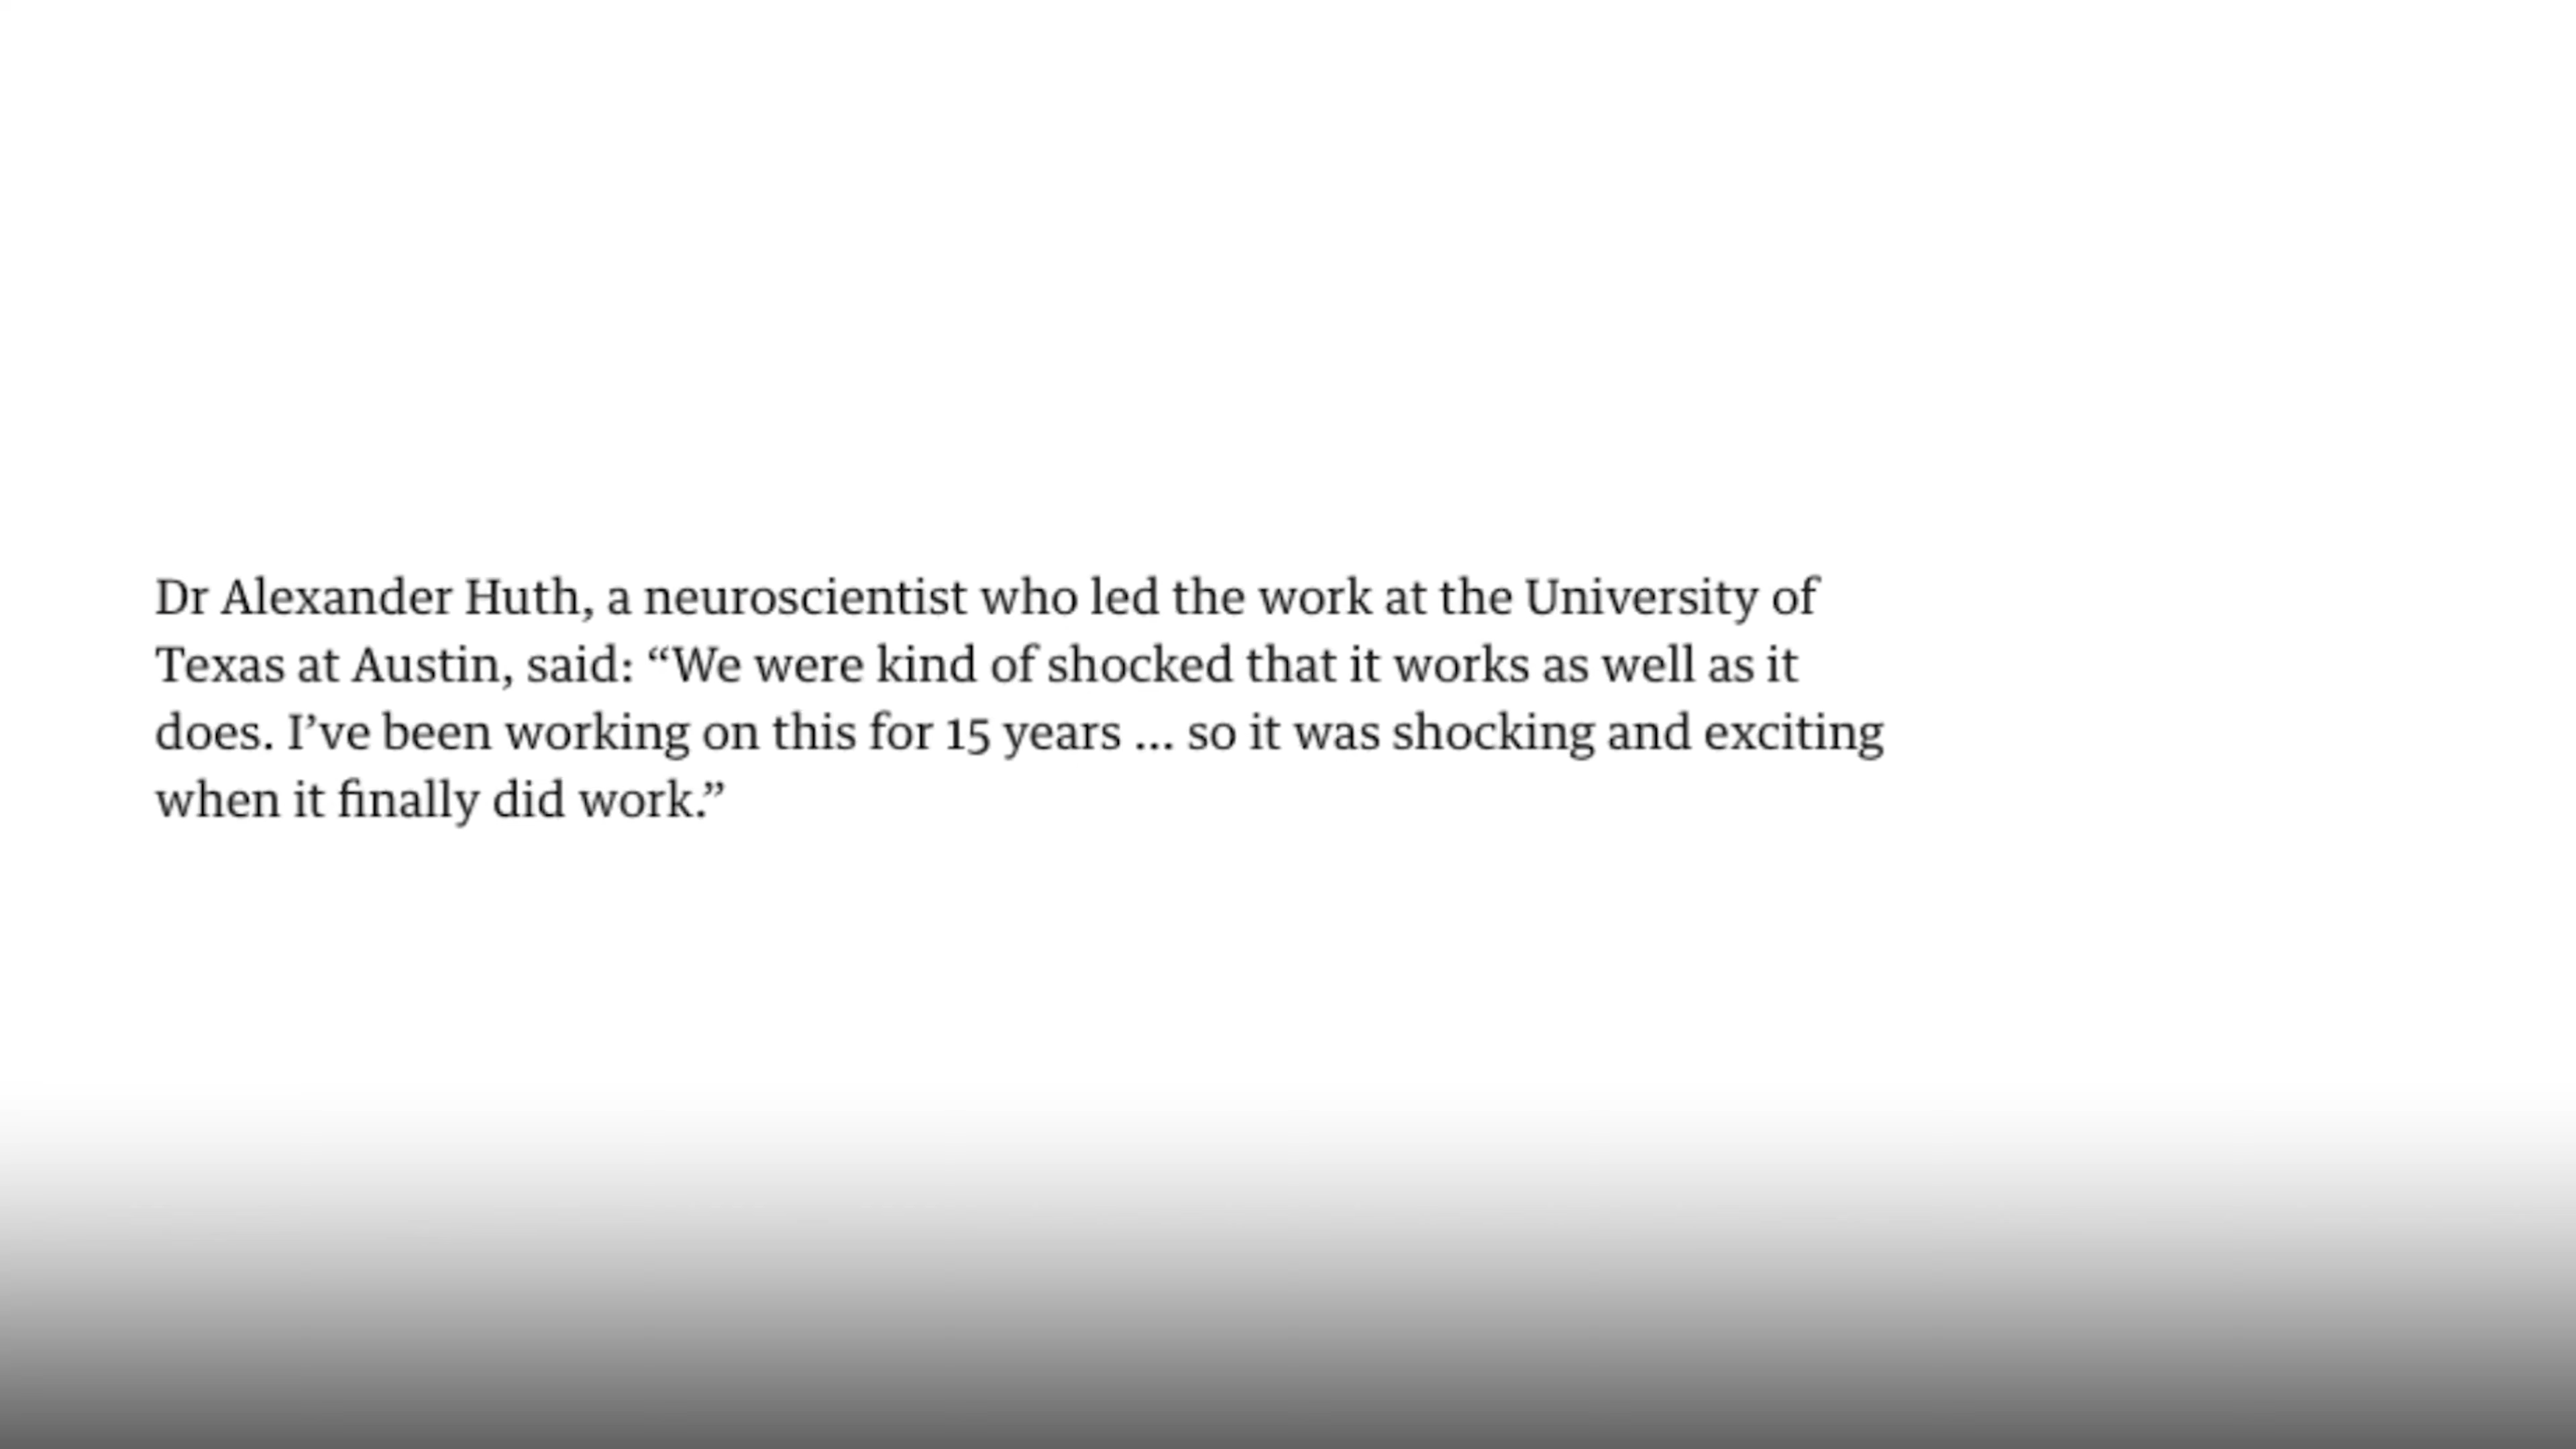 Dr Alexander Huth, a neuroscientist who led the work at the University of
Texas at Austin, said: “We were kind of shocked that it works as well as it
does. I’ve been working on this for 15 years ... so it was shocking and exciting
when it finally did work.”